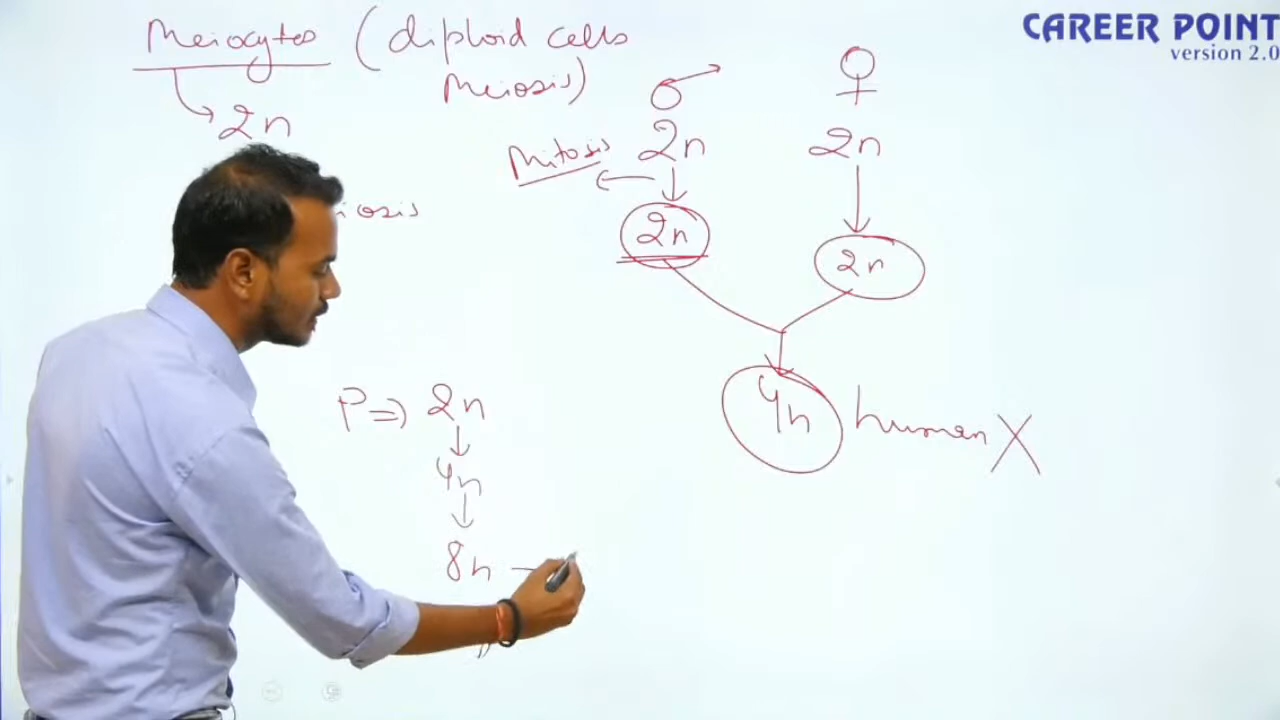 CAREER POINT
version 2.0
Meiocytes (diploid cells
Meiosis)
2n
♂ ♀
Mitosis 2n 2n
iosis
2n 2n
P => 2n
4n human X
4n
8n